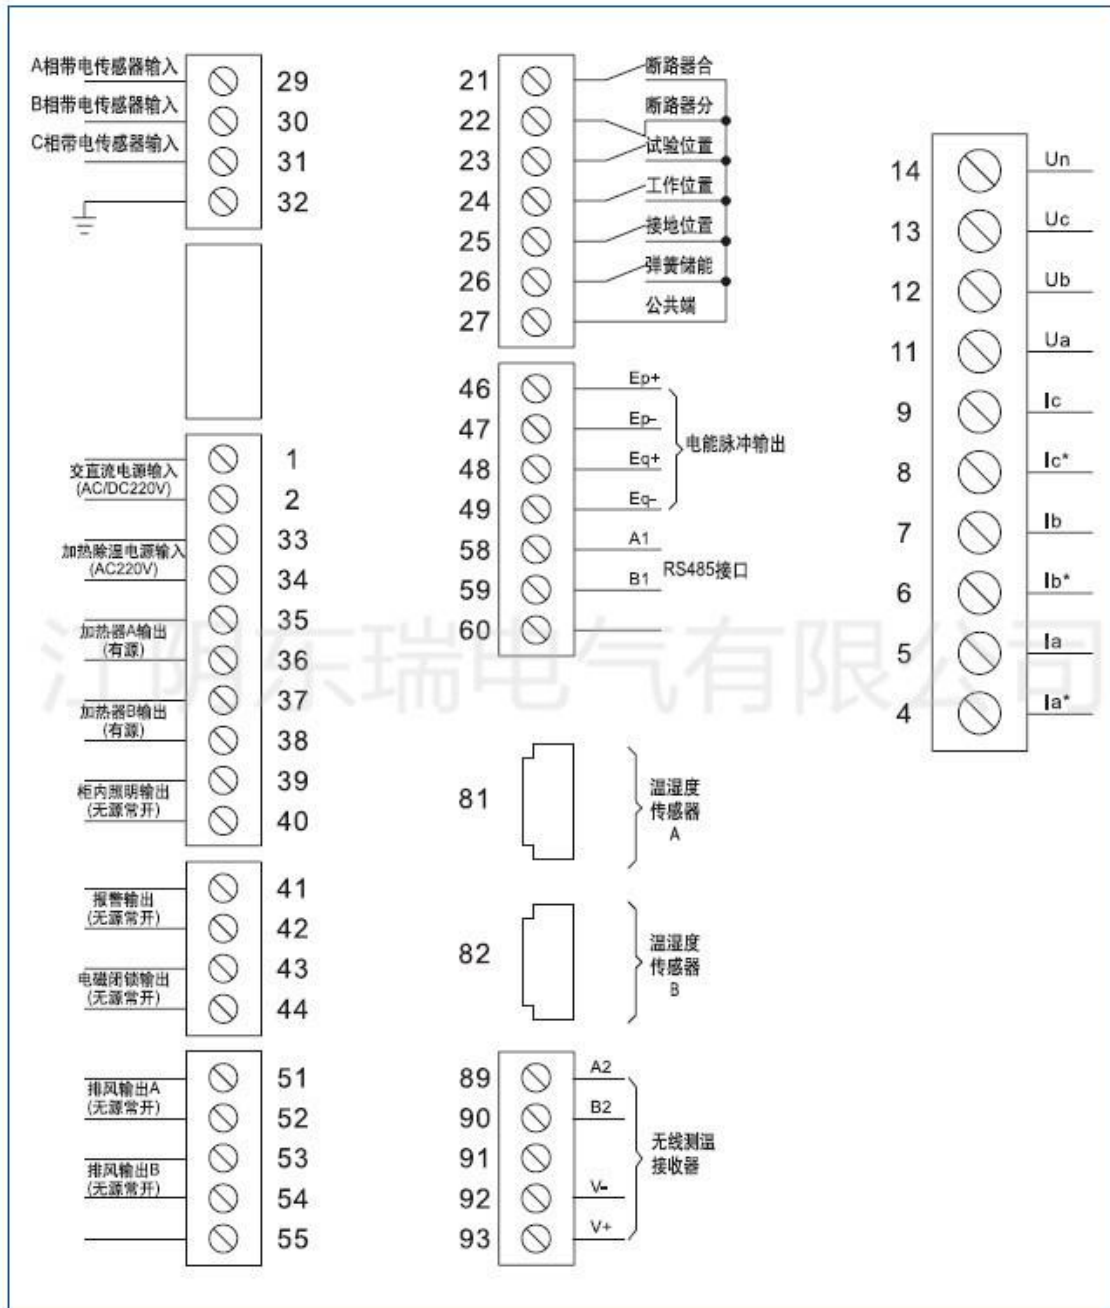 A相带电传感器输入
29
B相带电传感器输入
30
C相带电传感器输入
31
32
交直流电源输入
(AC/DC220V)
1
2
加热除湿电源输入
(AC220V)
33
34
加热器A输出
(有源)
35
36
加热器B输出
(有源)
37
38
柜内照明输出
(无源常开)
39
40
报警输出
(无源常开)
41
42
电磁闭锁输出
(无源常开)
43
44
排风输出A
(无源常开)
51
52
排风输出B
(无源常开)
53
54
55
21
断路器合
22
断路器分
23
试验位置
24
工作位置
25
接地位置
26
弹簧储能
27
公共端
46
Ep+
47
Ep-
48
Eq+
49
Eq-
电能脉冲输出
58
A1
59
B1
RS485接口
60
81
温湿度
传感器
A
82
温湿度
传感器
B
89
A2
90
B2
91
92
V-
93
V+
无线测温
接收器
14
Un
13
Uc
12
Ub
11
Ua
9
Ic
8
Ic*
7
Ib
6
Ib*
5
Ia
4
Ia*
江阴东瑞电气有限公司